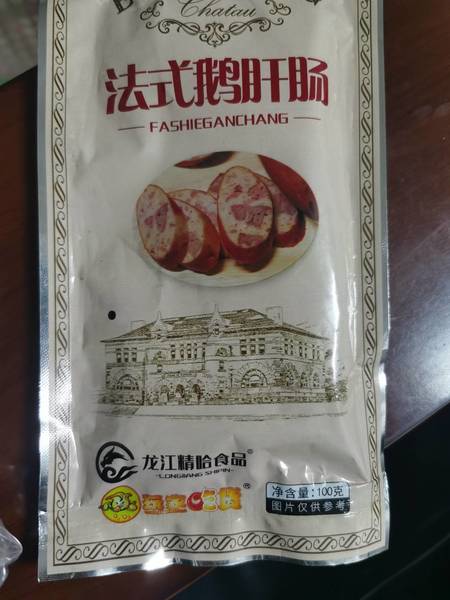 Chatau
法式鹅肝肠
FASHIEGANCHANG
龙江精哈食品®
LONGJIANG SHIPIN
净含量:100克
图片仅供参考